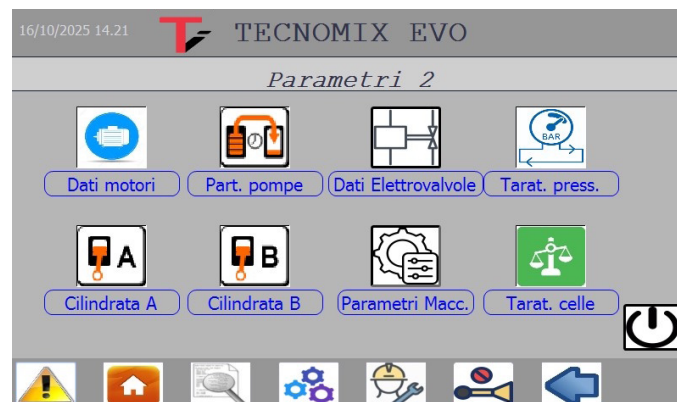 16/10/2025 14.21
TECNOMIX EVO
Parametri 2
BAR
Dati motori
Part. pompe
Dati Elettrovalvole
Tarat. press.
A
B
Cilindrata A
Cilindrata B
Parametri Macc.
Tarat. celle